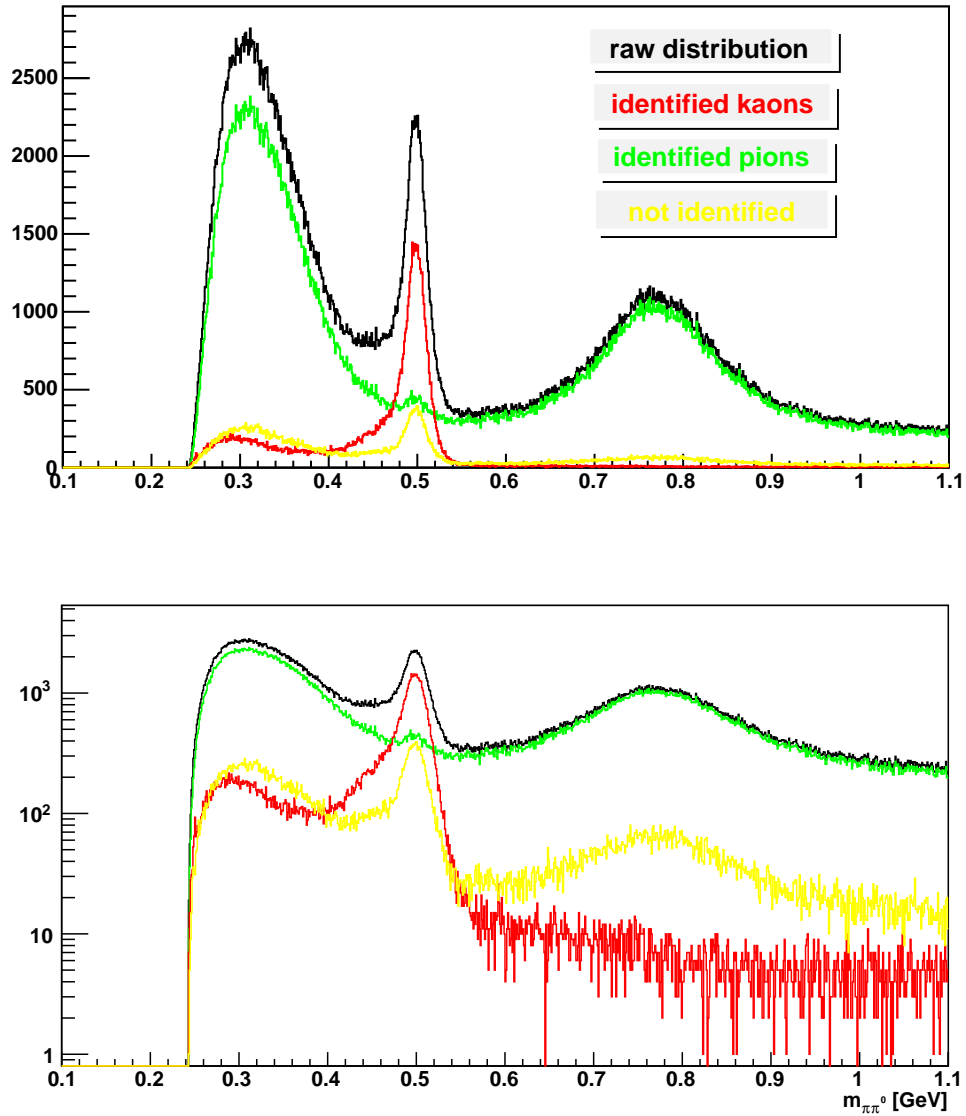 raw distribution
identified kaons
identified pions
not identified
2500
2000
1500
1000
500
0
0.1 0.2 0.3 0.4 0.5 0.6 0.7 0.8 0.9 1 1.1
10³
10²
10
1
0.1 0.2 0.3 0.4 0.5 0.6 0.7 0.8 0.9 1 1.1
m_ππ⁰ [GeV]